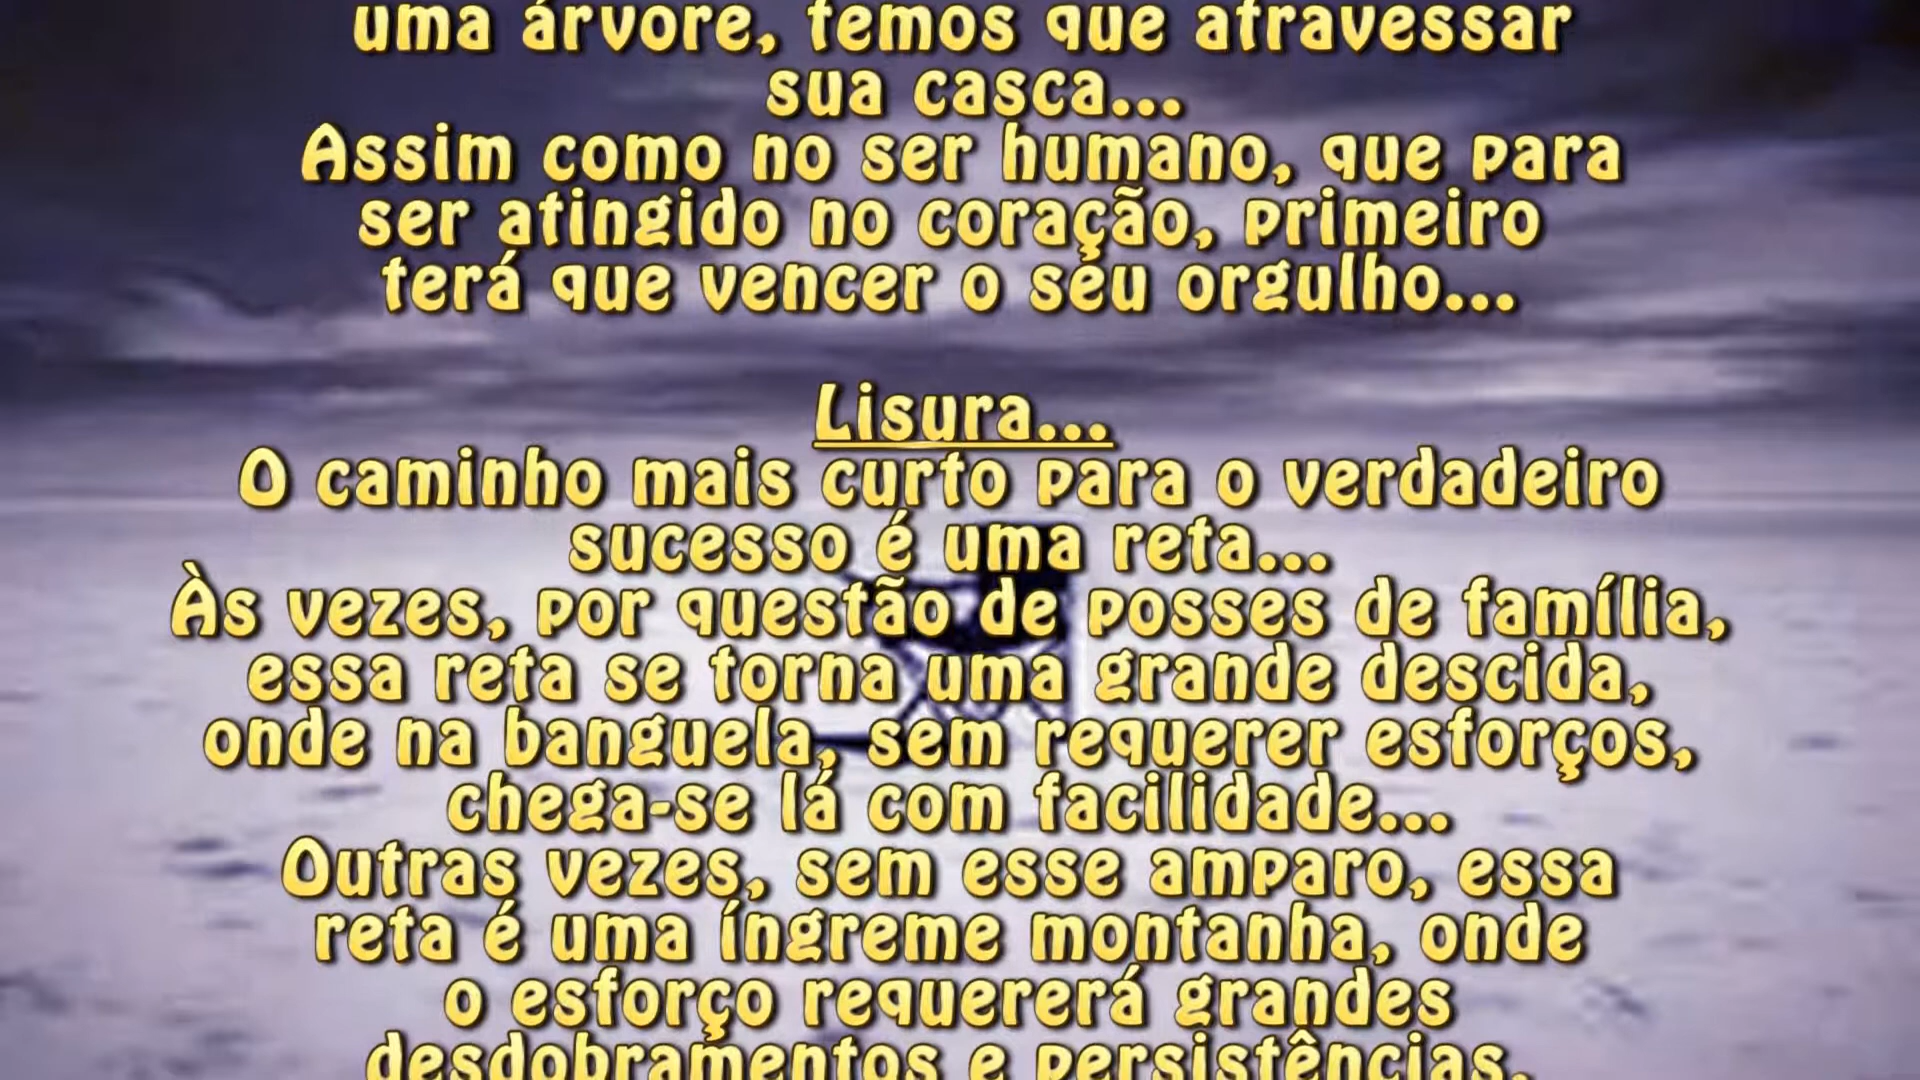 uma árvore, temos que atravessar
sua casca...
Assim como no ser humano, que para
ser atingido no coração, primeiro
terá que vencer o seu orgulho...
Lisura...
O caminho mais curto para o verdadeiro
sucesso é uma reta...
Às vezes, por questão de posses de família,
essa reta se torna uma grande descida,
onde na banguela, sem requerer esforços,
chega-se lá com facilidade...
Outras vezes, sem esse amparo, essa
reta é uma íngreme montanha, onde
o esforço requererá grandes
desdobramentos e persistências,